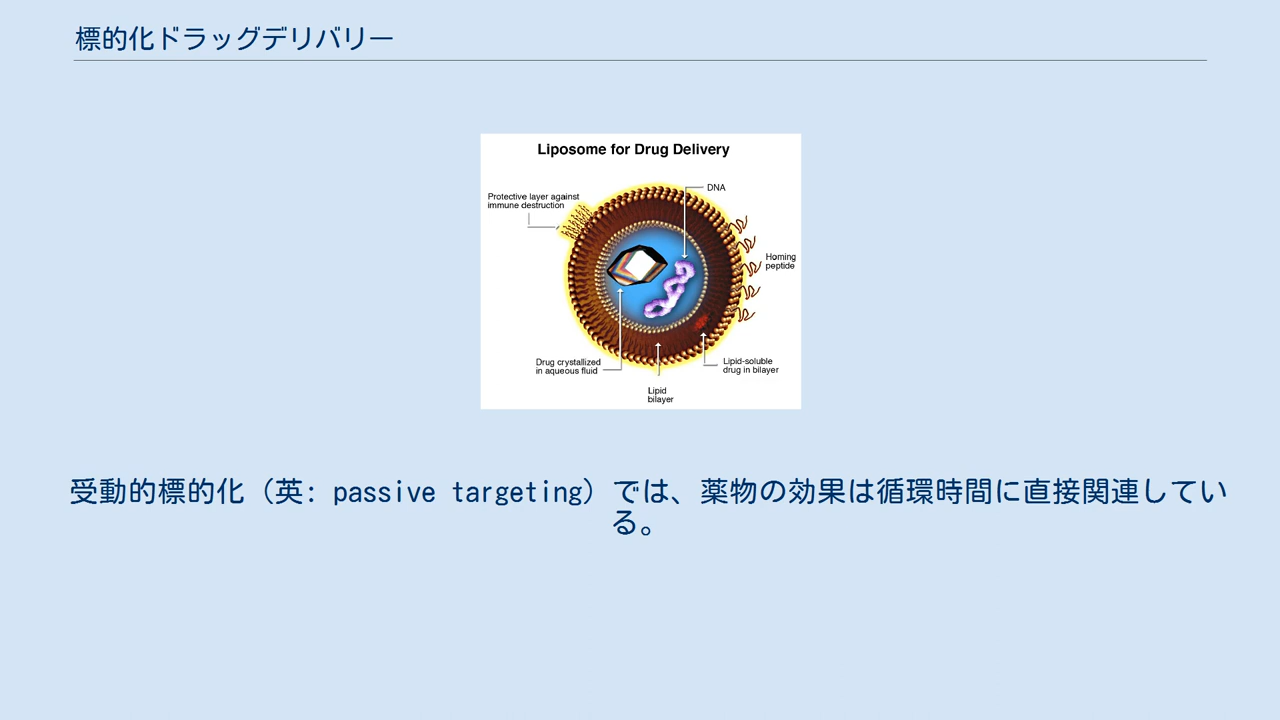 標的化ドラッグデリバリー
Liposome for Drug Delivery
DNA
Protective layer against
immune destruction
Homing
peptide
Drug crystallized
in aqueous fluid
Lipid-soluble
drug in bilayer
Lipid
bilayer
受動的標的化（英: passive targeting）では、薬物の効果は循環時間に直接関連してい
る。